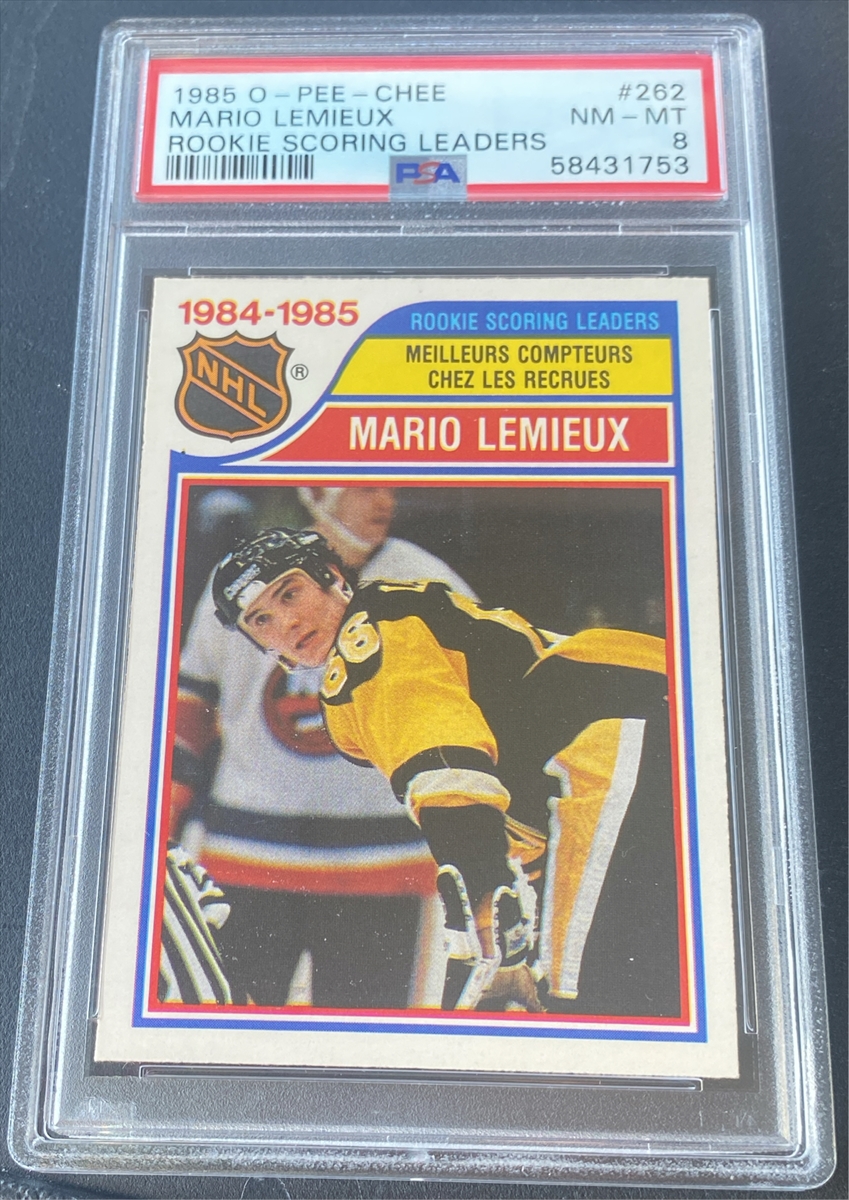 1985 O-PEE-CHEE #262
MARIO LEMIEUX NM-MT
ROOKIE SCORING LEADERS 8
PSA 58431753
1984-1985
ROOKIE SCORING LEADERS
NHL ®
MEILLEURS COMPTEURS
CHEZ LES RECRUES
MARIO LEMIEUX
66